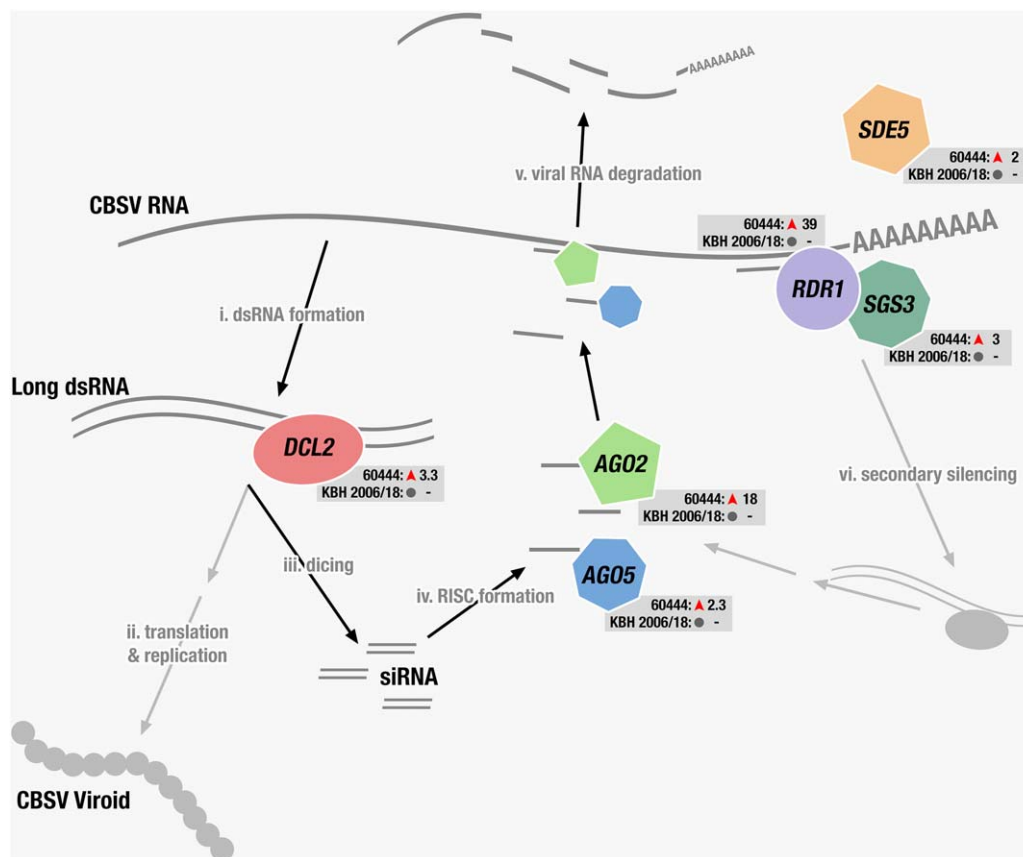 AAAAAAAAA
SDE5
60444: 2
KBH 2006/18: -
v. viral RNA degradation
CBSV RNA
60444: 39
KBH 2006/18: -
AAAAAAAAA
RDR1
SGS3
i. dsRNA formation
60444: 3
KBH 2006/18: -
Long dsRNA
DCL2
60444: 3.3
KBH 2006/18: -
AGO2
60444: 18
KBH 2006/18: -
vi. secondary silencing
iii. dicing
AGO5
iv. RISC formation
60444: 2.3
KBH 2006/18: -
ii. translation
& replication
siRNA
CBSV Viroid